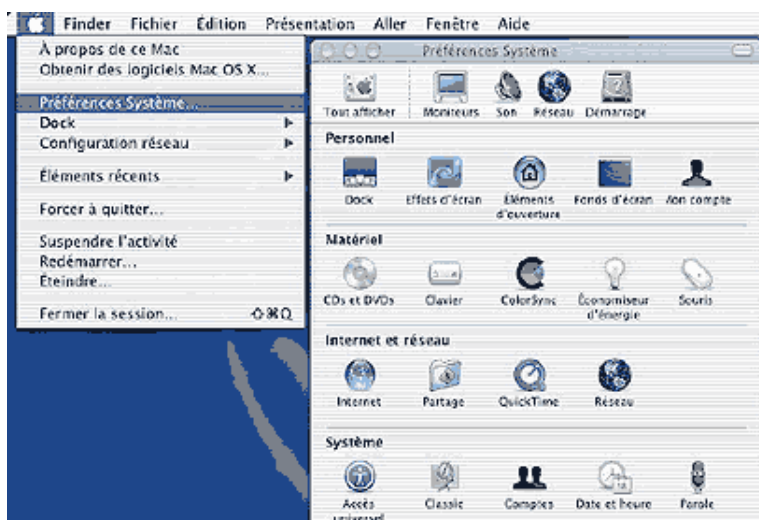 Finder Fichier Édition Présentation Aller Fenêtre Aide
À propos de ce Mac
Obtenir des logiciels Mac OS X...
Préférences Système...
Dock
Configuration réseau
Éléments récents
Forcer à quitter...
Suspendre l'activité
Redémarrer...
Éteindre...
Fermer la session... ⇧⌘Q
Préférences Système
Tout afficher Moniteurs Son Réseau Démarrage
Personnel
Dock Effets d'écran Éléments d'ouverture Fonds d'écran Mon compte
Matériel
CDs et DVDs Clavier ColorSync Économiseur d'énergie Souris
Internet et réseau
Internet Partage QuickTime Réseau
Système
Accès universel Classic Comptes Date et heure Parole